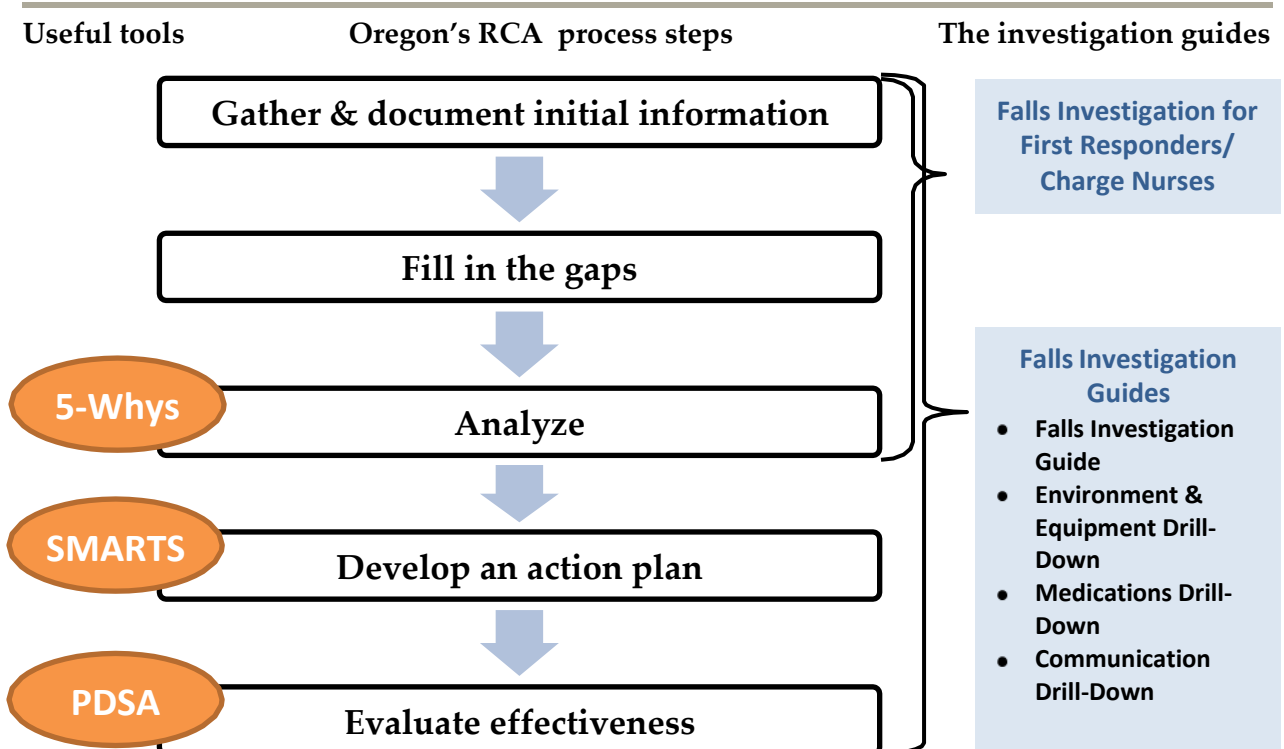 Useful tools
Oregon's RCA process steps
The investigation guides
Gather & document initial information
Fill in the gaps
5-Whys
Analyze
SMARTS
Develop an action plan
PDSA
Evaluate effectiveness
Falls Investigation for
First Responders/
Charge Nurses
Falls Investigation
Guides
• Falls Investigation
Guide
• Environment &
Equipment Drill-
Down
• Medications Drill-
Down
• Communication
Drill-Down